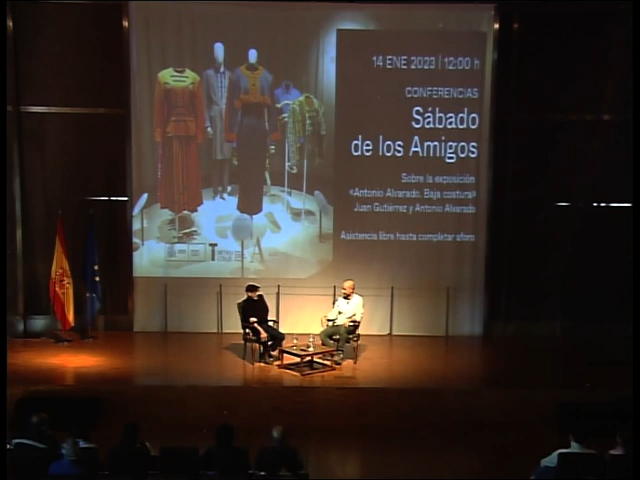 14 ENE 2023 | 12:00 h
CONFERENCIAS
Sábado
de los Amigos
Sobre la exposición
«Antonio Alvarado. Baja costura»
Juan Gutiérrez y Antonio Alvarado
Asistencia libre hasta completar aforo